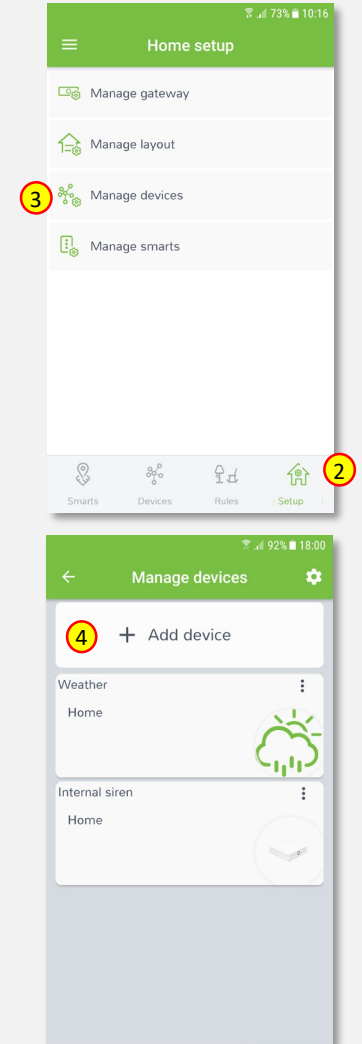 73% 10:16
Home setup
Manage gateway
Manage layout
3
Manage devices
Manage smarts
2
Smarts Devices Rules Setup
92% 18:00
Manage devices
4
+ Add device
Weather
Home
Internal siren
Home